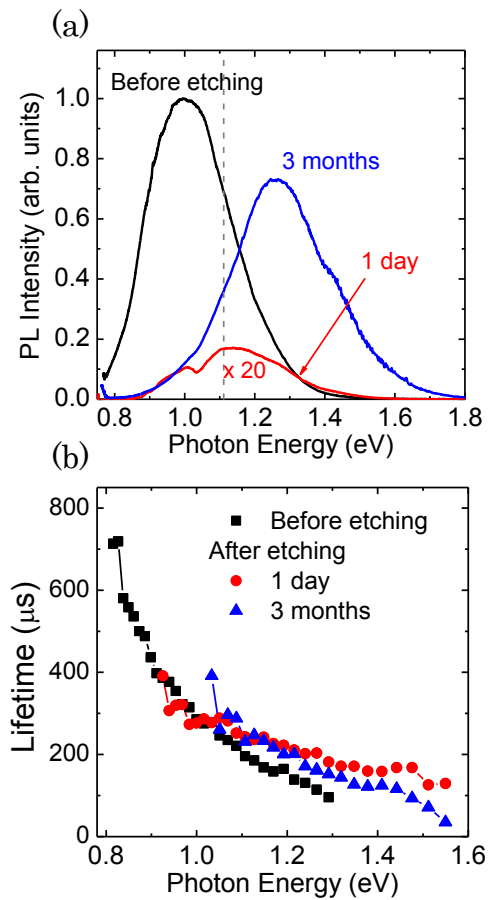 (a)
Before etching
3 months
1 day
x 20
PL Intensity (arb. units)
1.0
0.8
0.6
0.4
0.2
0.0
0.8 1.0 1.2 1.4 1.6 1.8
Photon Energy (eV)
(b)
Before etching
After etching
1 day
3 months
Lifetime (μs)
800
600
400
200
0
0.8 1.0 1.2 1.4 1.6
Photon Energy (eV)